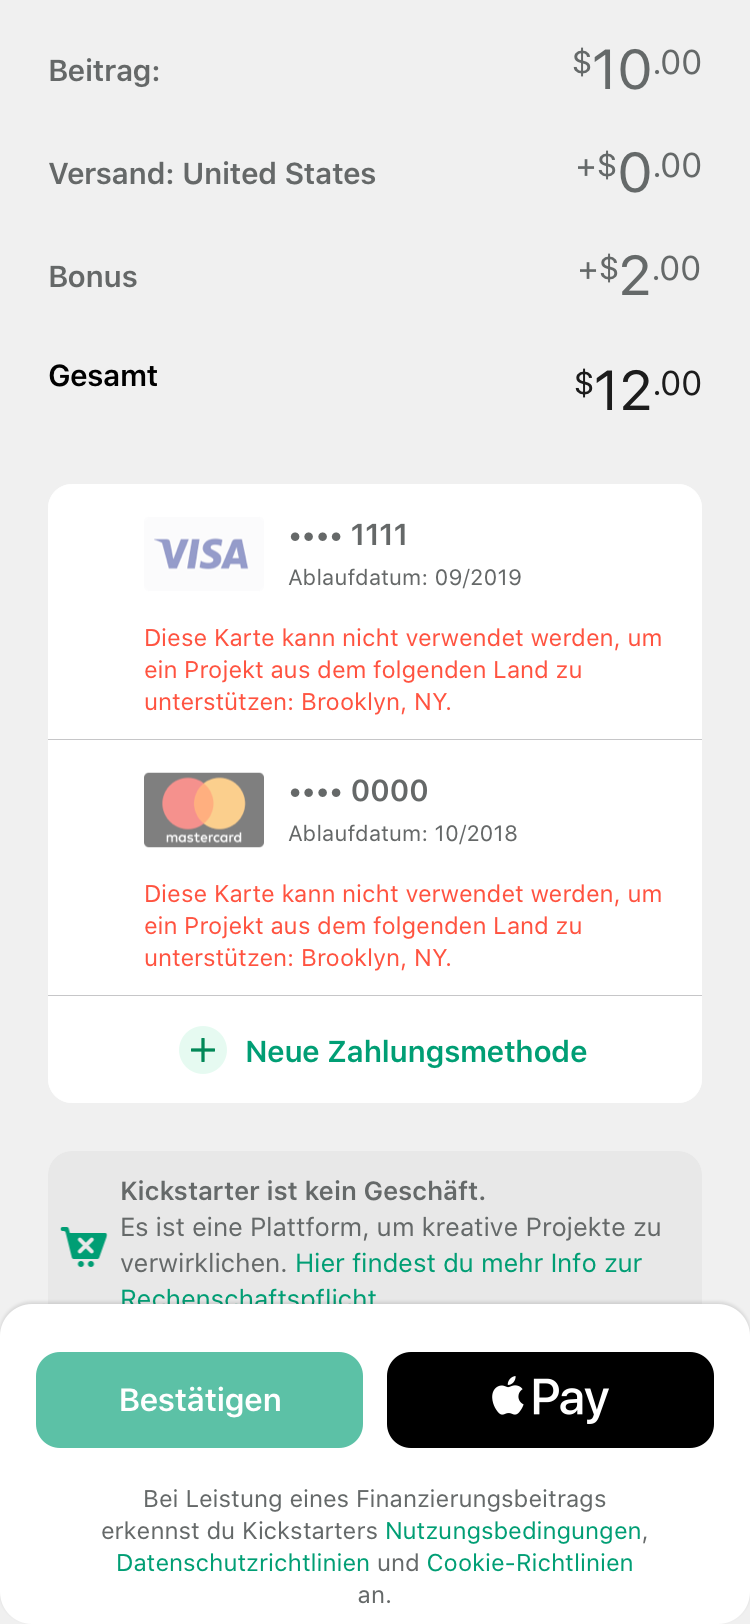 Beitrag: $10.00
Versand: United States +$0.00
Bonus +$2.00
Gesamt $12.00
VISA •••• 1111
Ablaufdatum: 09/2019
Diese Karte kann nicht verwendet werden, um
ein Projekt aus dem folgenden Land zu
unterstützen: Brooklyn, NY.
•••• 0000
mastercard Ablaufdatum: 10/2018
Diese Karte kann nicht verwendet werden, um
ein Projekt aus dem folgenden Land zu
unterstützen: Brooklyn, NY.
+ Neue Zahlungsmethode
Kickstarter ist kein Geschäft.
Es ist eine Plattform, um kreative Projekte zu
verwirklichen. Hier findest du mehr Info zur
Rechenschaftspflicht
Bestätigen Pay
Bei Leistung eines Finanzierungsbeitrags
erkennst du Kickstarters Nutzungsbedingungen,
Datenschutzrichtlinien und Cookie-Richtlinien
an.